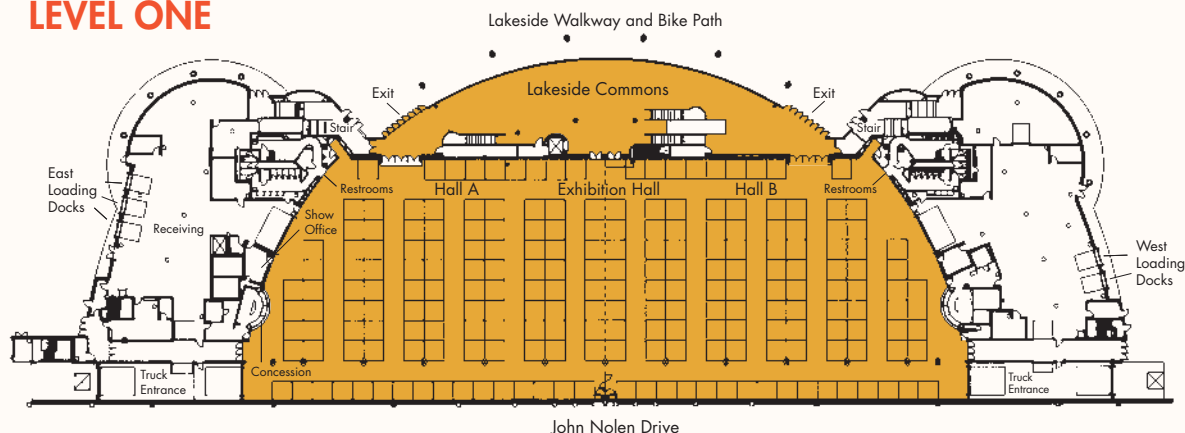 LEVEL ONE
Lakeside Walkway and Bike Path
Lakeside Commons
Exit
Exit
Stair
Stair
East
Loading
Docks
Restrooms
Hall A
Exhibition Hall
Hall B
Restrooms
Receiving
Show
Office
West
Loading
Docks
Concession
Truck
Entrance
Truck
Entrance
John Nolen Drive